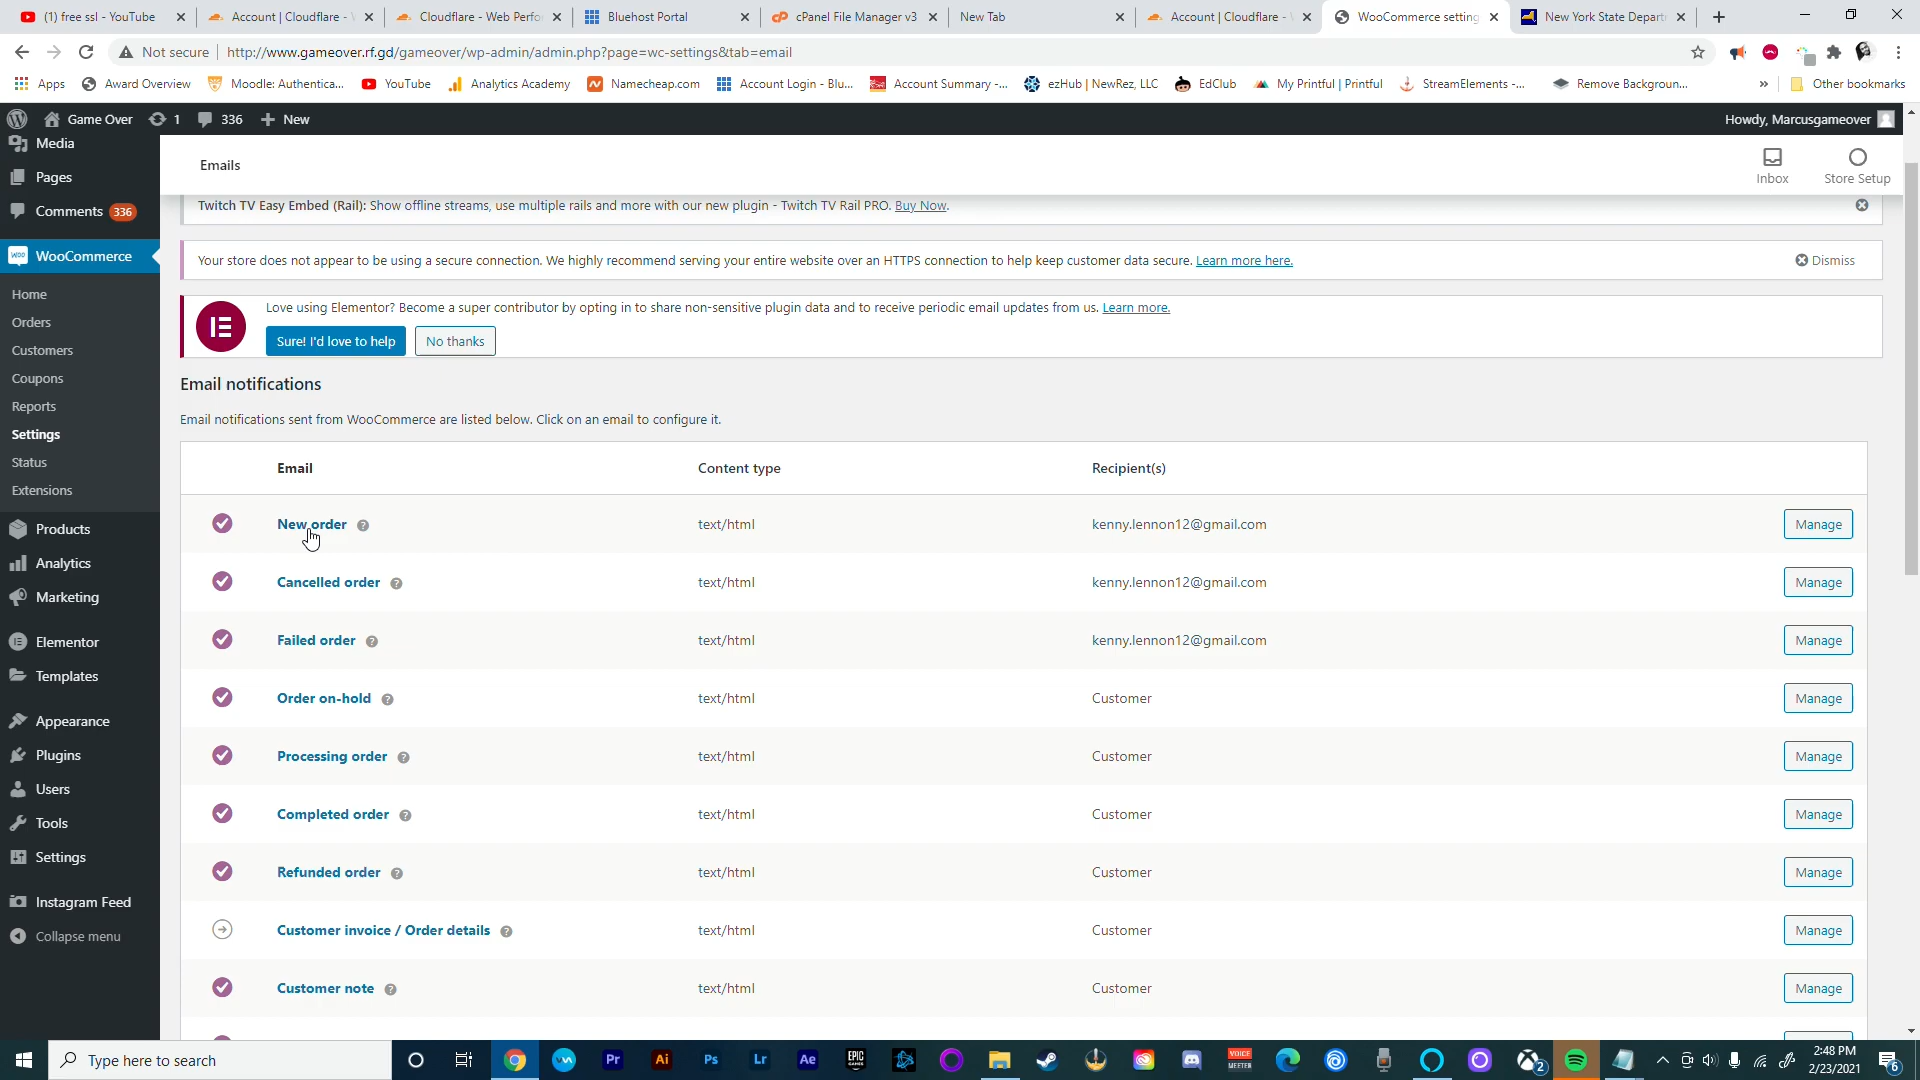 (1) free ssl - YouTube
Account | Cloudflare -
Cloudflare - Web Perfo
Bluehost Portal
cPanel File Manager v3
New Tab
Account | Cloudflare -
WooCommerce setting
New York State Depart
Not secure
http://www.gameover.rf.gd/gameover/wp-admin/admin.php?page=wc-settings&tab=email
Apps
Award Overview
Moodle: Authentica...
YouTube
Analytics Academy
Namecheap.com
Account Login - Blu...
Account Summary -...
ezHub | NewRez, LLC
EdClub
My Printful | Printful
StreamElements -...
Remove Backgroun...
»
Other bookmarks
Game Over
1
336
New
Howdy, Marcusgameover
Media
Pages
Comments 336
WooCommerce
Home
Orders
Customers
Coupons
Reports
Settings
Status
Extensions
Products
Analytics
Marketing
Elementor
Templates
Appearance
Plugins
Users
Tools
Settings
Instagram Feed
Collapse menu
Emails
Inbox
Store Setup
Twitch TV Easy Embed (Rail): Show offline streams, use multiple rails and more with our new plugin - Twitch TV Rail PRO. Buy Now.
Your store does not appear to be using a secure connection. We highly recommend serving your entire website over an HTTPS connection to help keep customer data secure. Learn more here.
Dismiss
Love using Elementor? Become a super contributor by opting in to share non-sensitive plugin data and to receive periodic email updates from us. Learn more.
Sure! I'd love to help
No thanks
Email notifications
Email notifications sent from WooCommerce are listed below. Click on an email to configure it.
Email Content type Recipient(s)
New order text/html kenny.lennon12@gmail.com Manage
Cancelled order text/html kenny.lennon12@gmail.com Manage
Failed order text/html kenny.lennon12@gmail.com Manage
Order on-hold text/html Customer Manage
Processing order text/html Customer Manage
Completed order text/html Customer Manage
Refunded order text/html Customer Manage
Customer invoice / Order details text/html Customer Manage
Customer note text/html Customer Manage
Type here to search
Pr
Ai
Ps
Lr
Ae
EPIC GAMES
VOICE MEETER
2
2:48 PM
2/23/2021
6